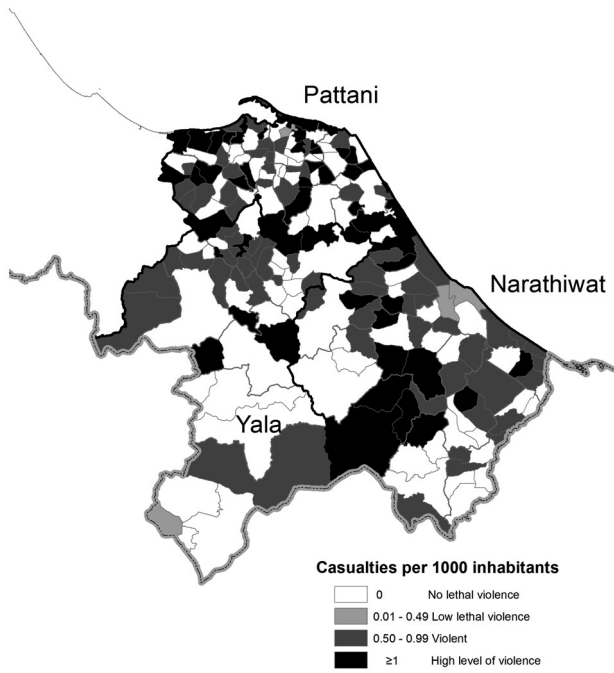 Pattani
Narathiwat
Yala
Casualties per 1000 inhabitants
0 No lethal violence
0.01 - 0.49 Low lethal violence
0.50 - 0.99 Violent
≥1 High level of violence